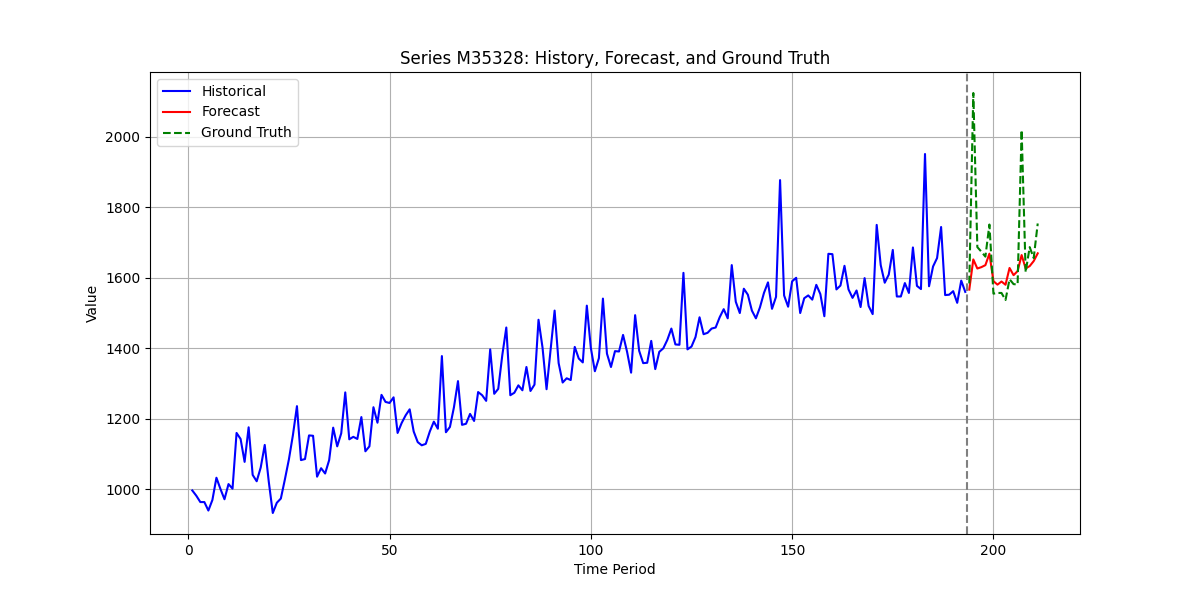 Series M35328: History, Forecast, and Ground Truth
Historical
Forecast
Ground Truth
2000
1800
1600
1400
1200
1000
Value
0
50
100
150
200
Time Period